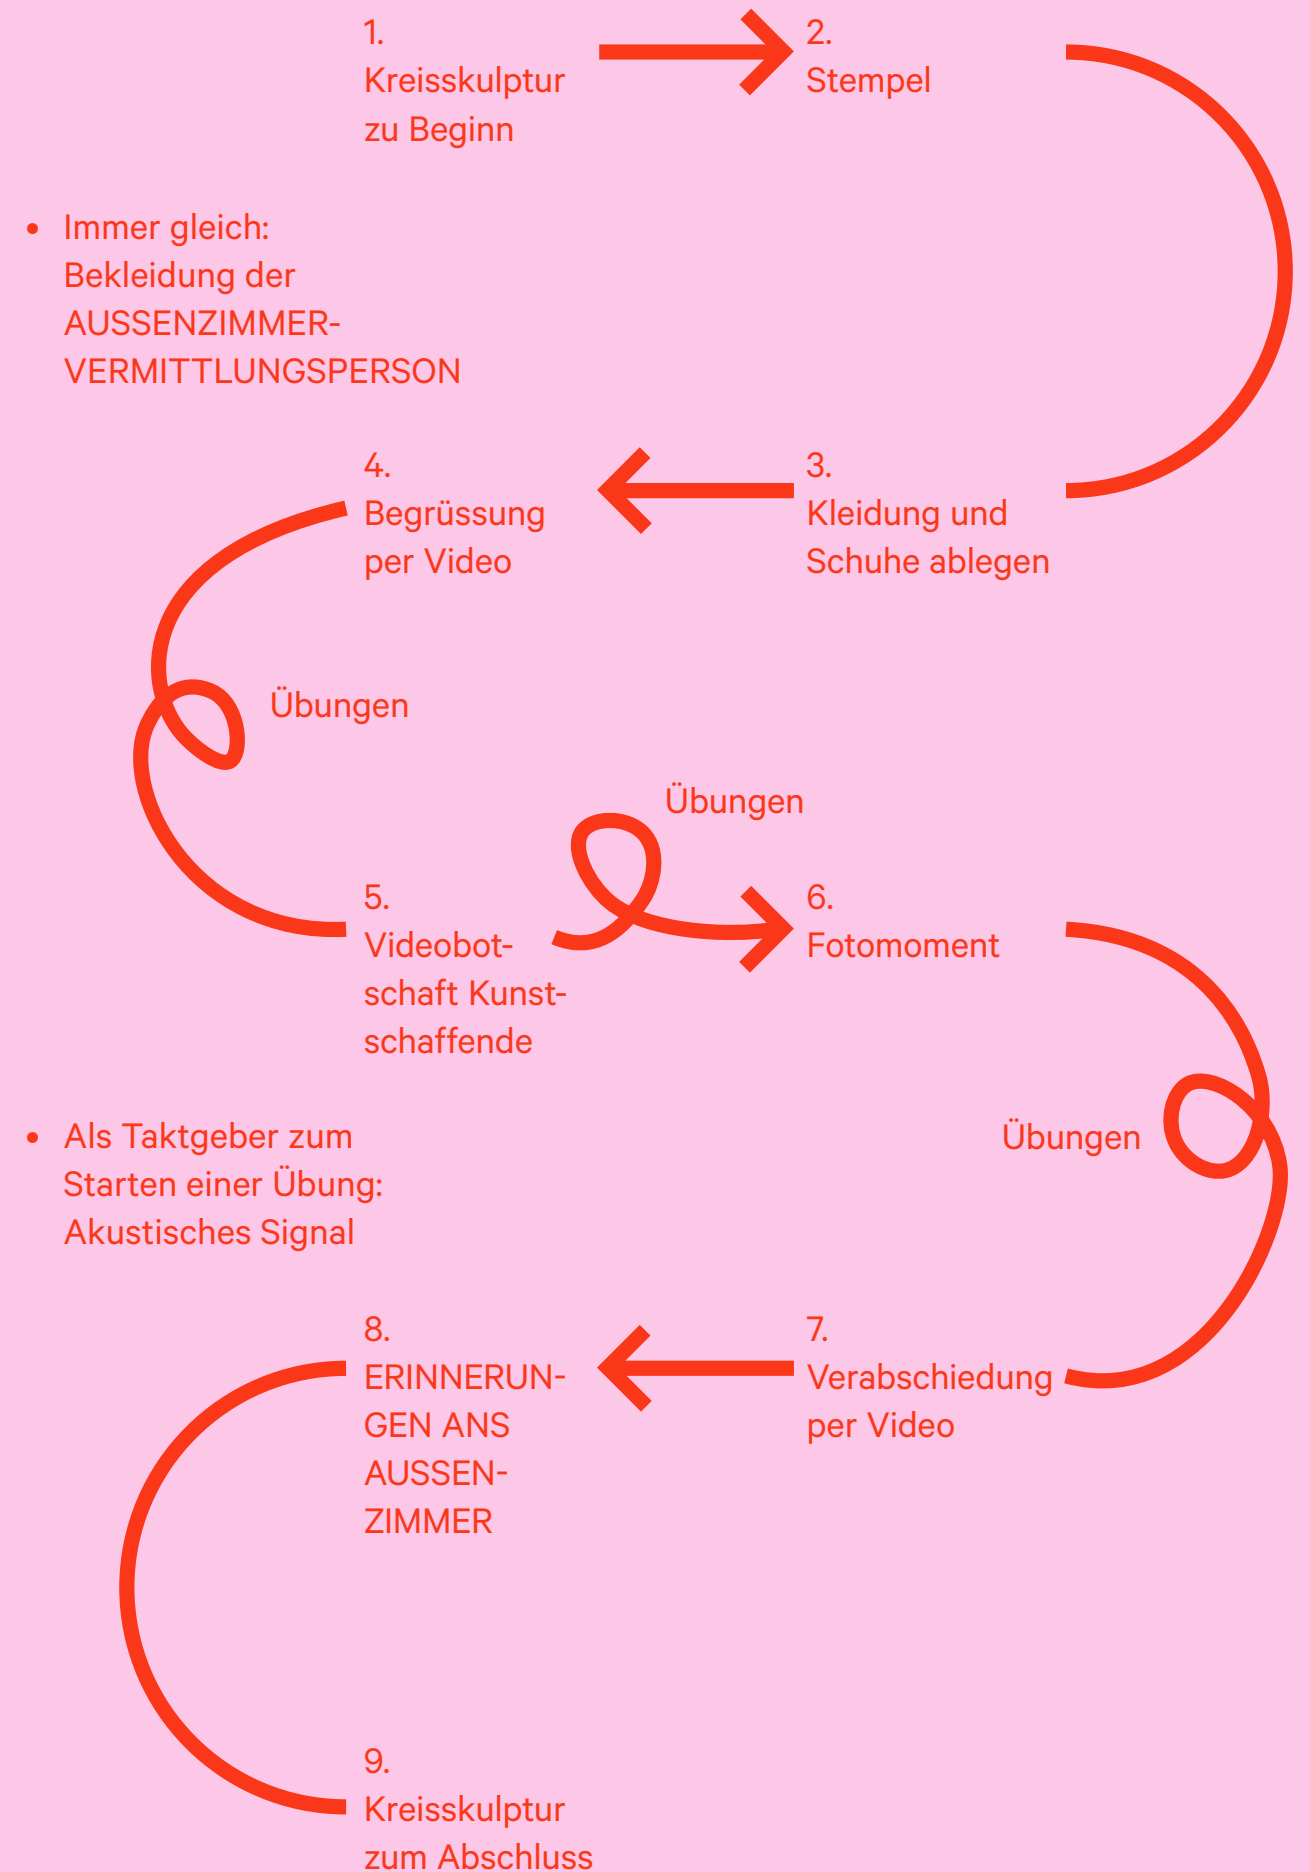 1.
Kreisskulptur
zu Beginn
2.
Stempel
• Immer gleich:
Bekleidung der
AUSSENZIMMER-
VERMITTLUNGSPERSON
3.
Kleidung und
Schuhe ablegen
4.
Begrüssung
per Video
Übungen
5.
Videobot-
schaft Kunst-
schaffende
Übungen
6.
Fotomoment
• Als Taktgeber zum
Starten einer Übung:
Akustisches Signal
Übungen
7.
Verabschiedung
per Video
8.
ERINNERUN-
GEN ANS
AUSSEN-
ZIMMER
9.
Kreisskulptur
zum Abschluss